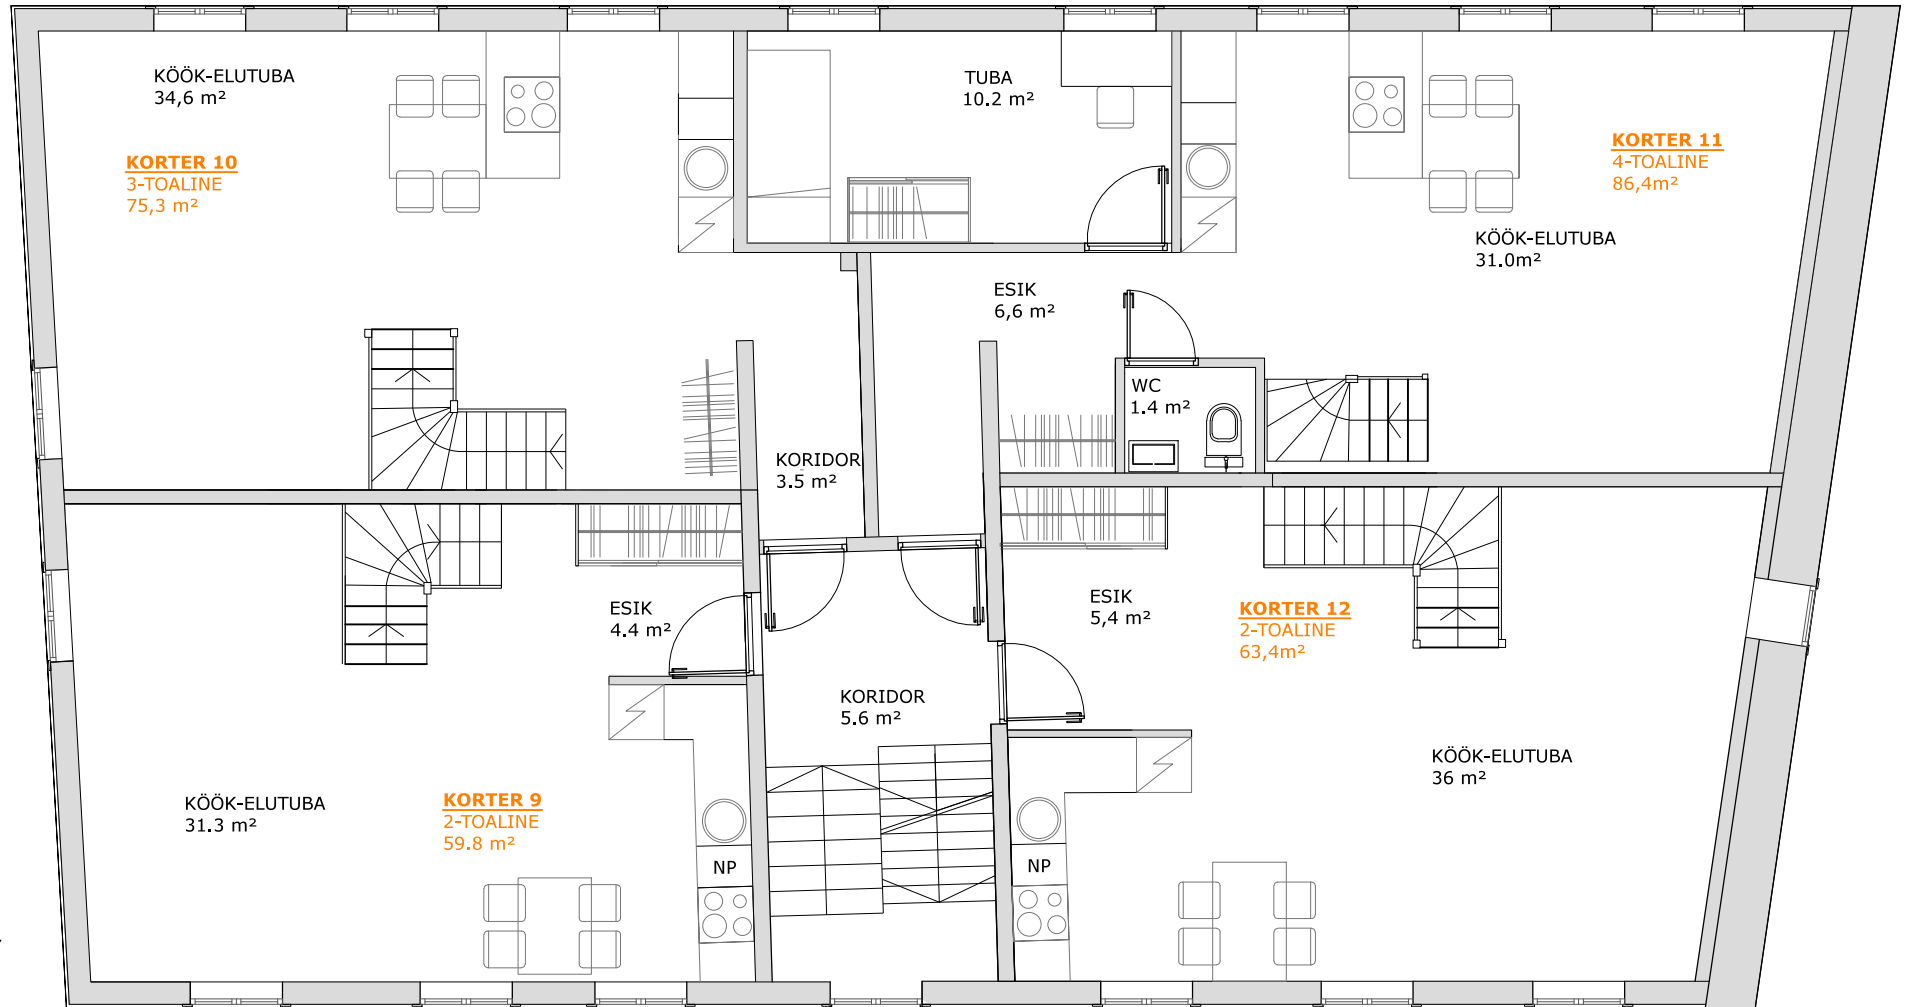 KÖÖK-ELUTUBA
34,6 m²
KORTER 10
3-TOALINE
75,3 m²
TUBA
10.2 m²
KORTER 11
4-TOALINE
86,4m²
KÖÖK-ELUTUBA
31.0m²
ESIK
6,6 m²
WC
1.4 m²
KORIDOR
3.5 m²
ESIK
4.4 m²
ESIK
5,4 m²
KORTER 12
2-TOALINE
63,4m²
KORIDOR
5.6 m²
KÖÖK-ELUTUBA
36 m²
KÖÖK-ELUTUBA
31.3 m²
KORTER 9
2-TOALINE
59.8 m²
NP
NP